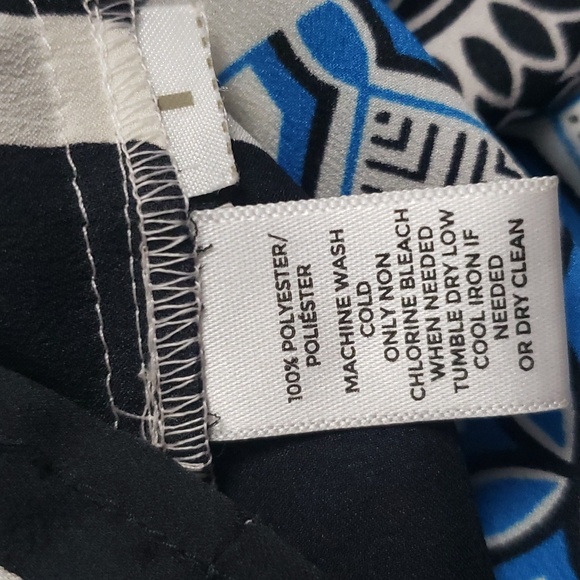 100% POLYESTER/
POLIÉSTER
MACHINE WASH
COLD
ONLY NON
CHLORINE BLEACH
WHEN NEEDED
TUMBLE DRY LOW
COOL IRON IF
NEEDED
OR DRY CLEAN